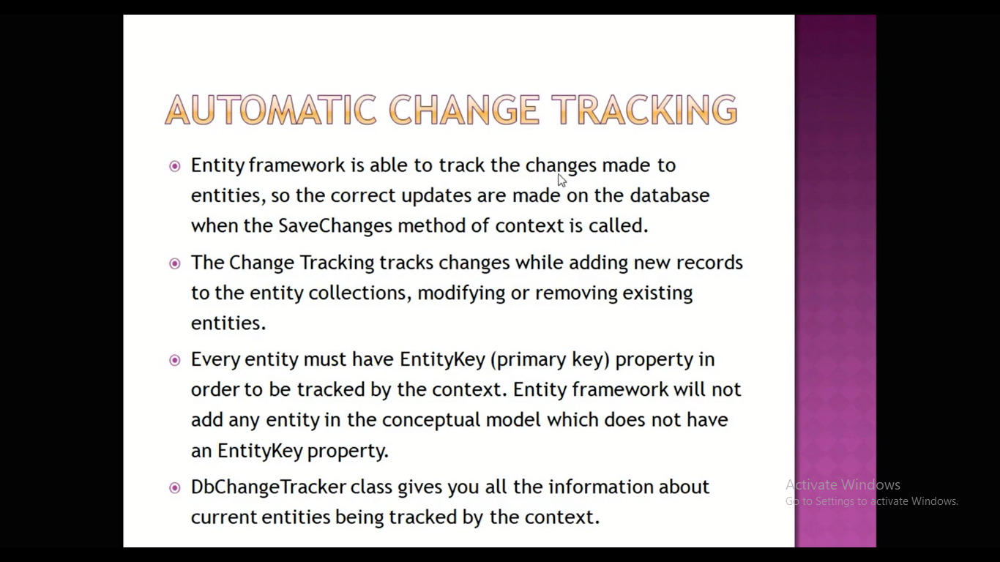 AUTOMATIC CHANGE TRACKING
Entity framework is able to track the changes made to
entities, so the correct updates are made on the database
when the SaveChanges method of context is called.
The Change Tracking tracks changes while adding new records
to the entity collections, modifying or removing existing
entities.
Every entity must have EntityKey (primary key) property in
order to be tracked by the context. Entity framework will not
add any entity in the conceptual model which does not have
an EntityKey property.
DbChangeTracker class gives you all the information about
current entities being tracked by the context.
Activate Windows
Go to Settings to activate Windows.